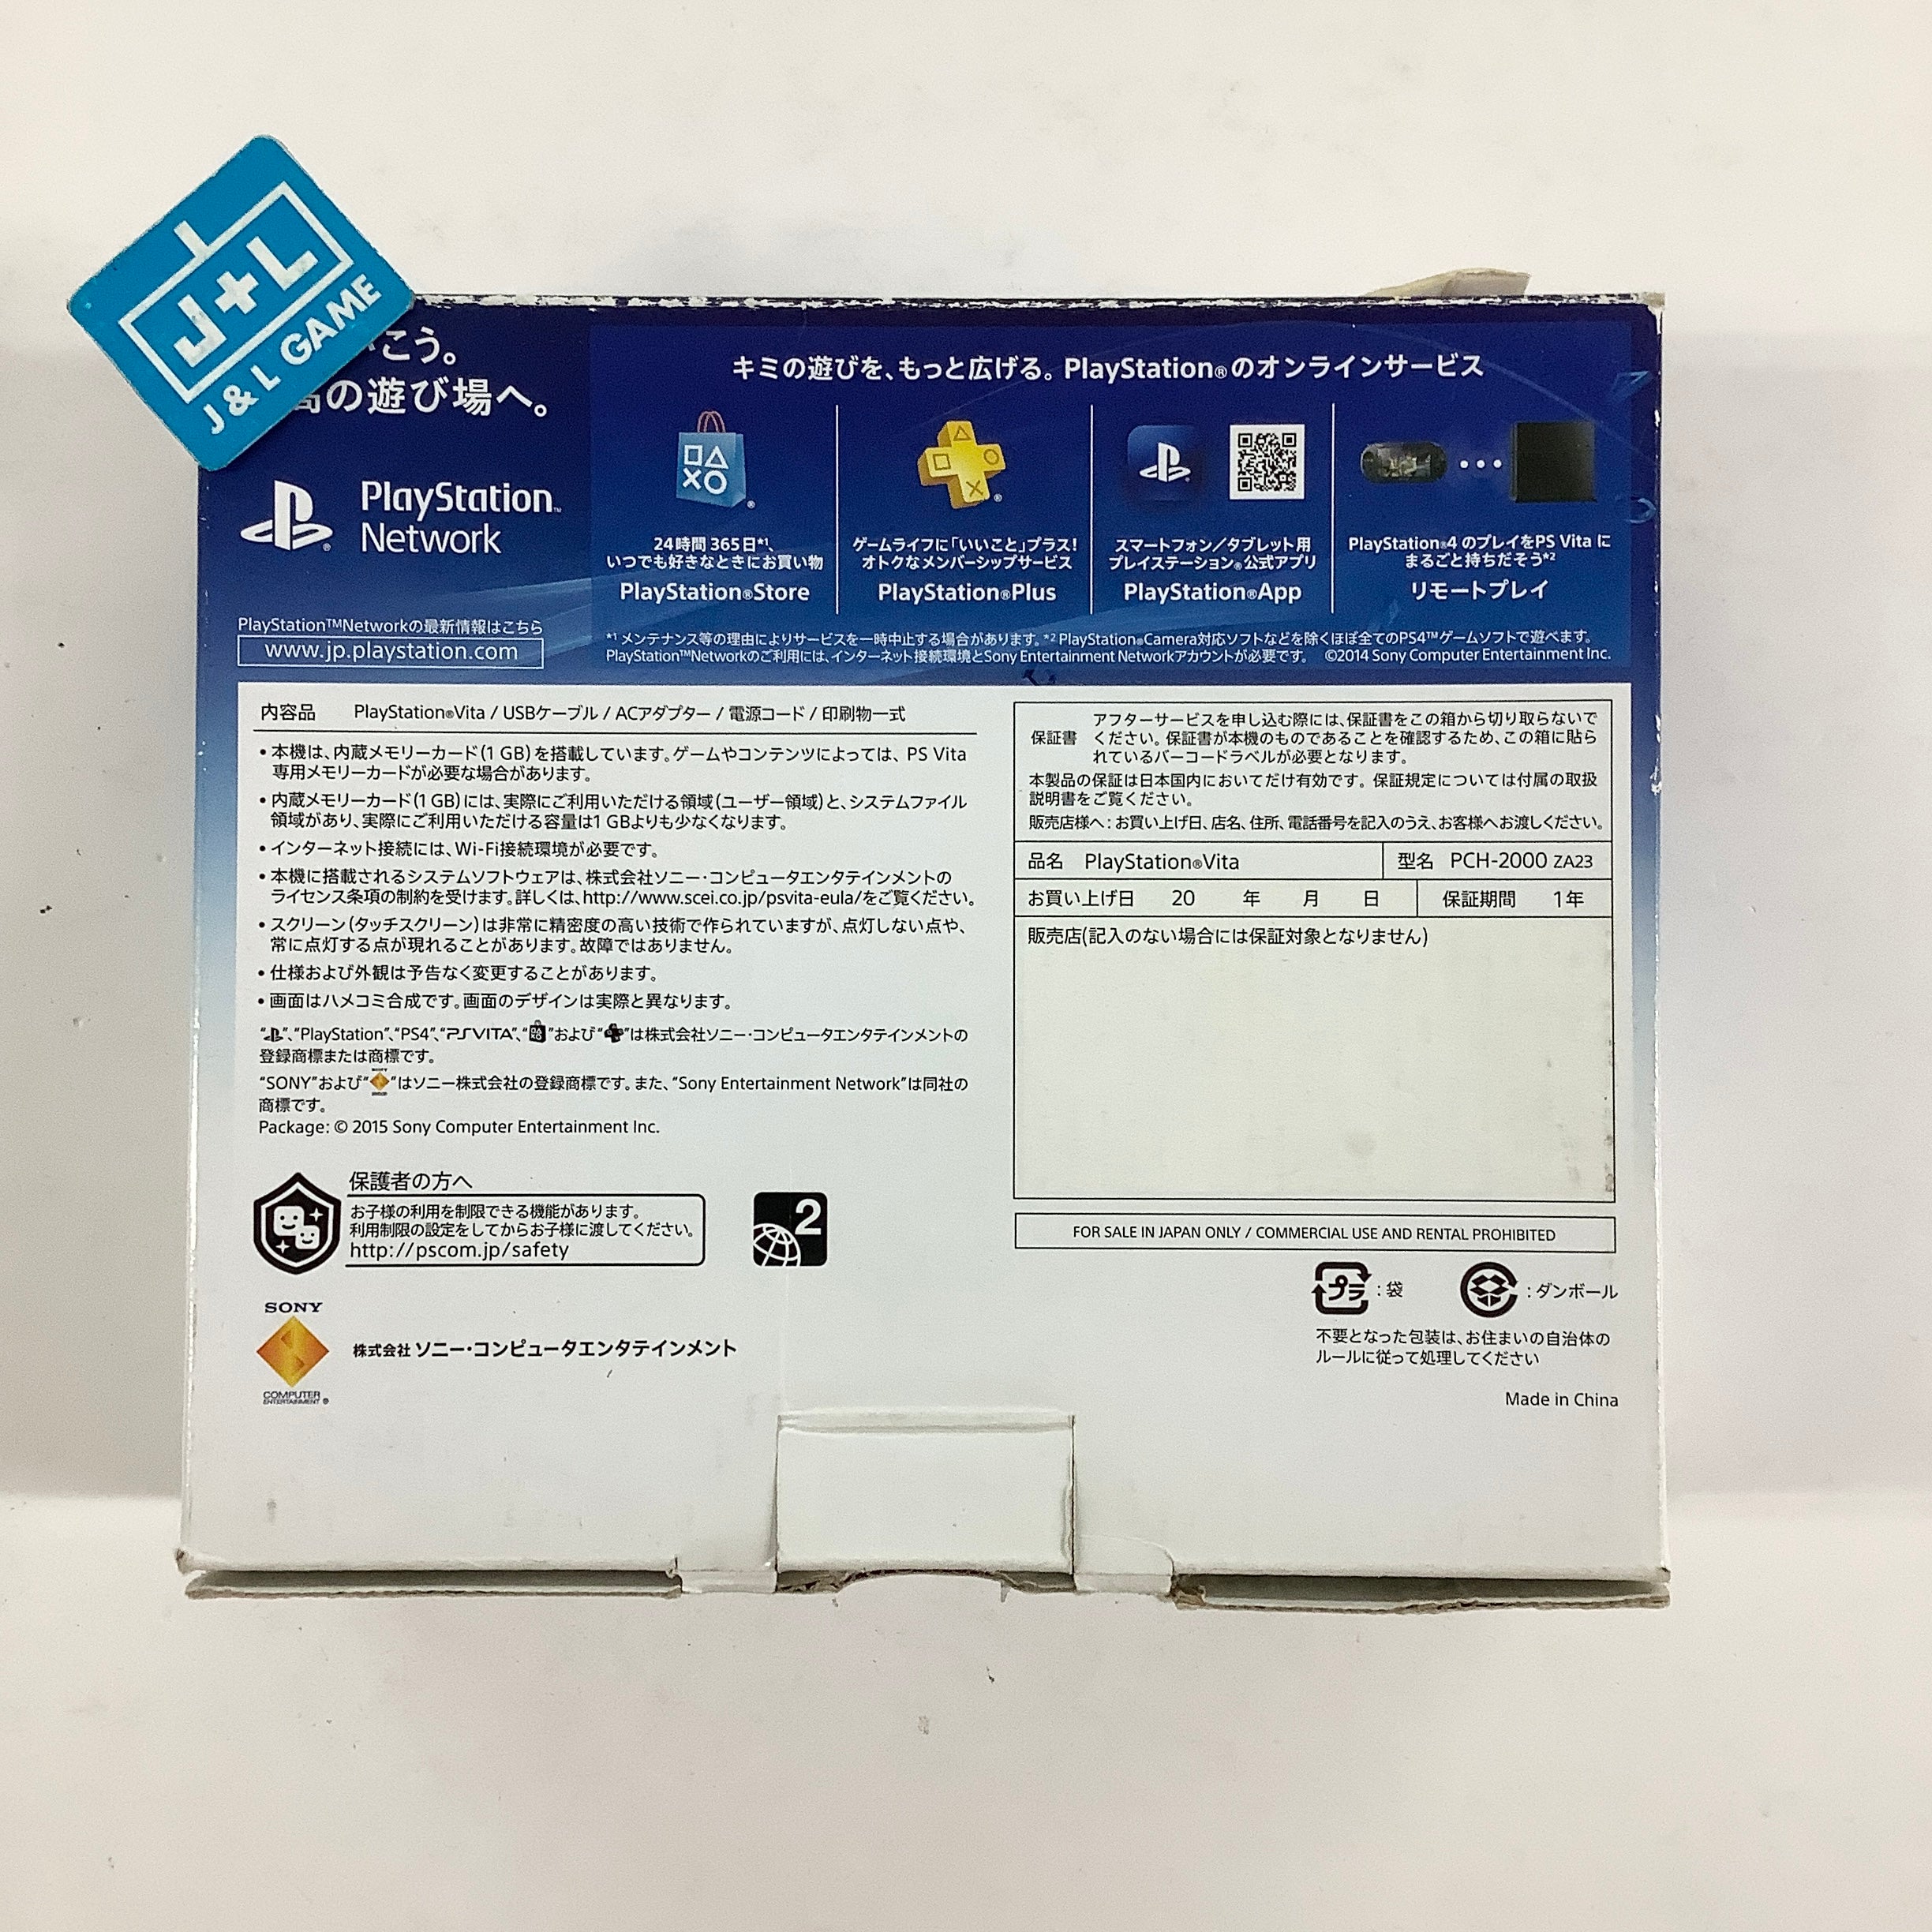 J+L
J & L GAME
こう。
の遊び場へ。
PlayStation™
Network
PlayStation™Networkの最新情報はこちら
www.jp.playstation.com
キミの遊びを、もっと広げる。PlayStation®のオンラインサービス
24時間 365日*1、
いつでも好きなときにお買い物
PlayStation®Store
ゲームライフに「いいこと」プラス!
オトクなメンバーシップサービス
PlayStation®Plus
スマートフォン/タブレット用
プレイステーション®公式アプリ
PlayStation®App
PlayStation®4 のプレイをPS Vita に
まるごと持ちだそう*2
リモートプレイ
*1 メンテナンス等の理由によりサービスを一時中止する場合があります。*2 PlayStation®Camera対応ソフトなどを除くほぼ全てのPS4™ゲームソフトで遊べます。
PlayStation™Networkのご利用には、インターネット接続環境とSony Entertainment Networkアカウントが必要です。 ©2014 Sony Computer Entertainment Inc.
内容品 PlayStation®Vita / USBケーブル / ACアダプター / 電源コード / 印刷物一式
• 本機は、内蔵メモリーカード(1 GB)を搭載しています。ゲームやコンテンツによっては、PS Vita
専用メモリーカードが必要な場合があります。
• 内蔵メモリーカード(1 GB)には、実際にご利用いただける領域(ユーザー領域)と、システムファイル
領域があり、実際にご利用いただける容量は1 GBよりも少なくなります。
• インターネット接続には、Wi-Fi接続環境が必要です。
• 本機に搭載されるシステムソフトウェアは、株式会社ソニー・コンピュータエンタテインメントの
ライセンス条項の制約を受けます。詳しくは、http://www.scei.co.jp/psvita-eula/をご覧ください。
• スクリーン(タッチスクリーン)は非常に精密度の高い技術で作られていますが、点灯しない点や、
常に点灯する点が現れることがあります。故障ではありません。
• 仕様および外観は予告なく変更することがあります。
• 画面はハメコミ合成です。画面のデザインは実際と異なります。
“ ”、“PlayStation”、“PS4”、“PSVITA”、“ ”および“ ”は株式会社ソニー・コンピュータエンタテインメントの
登録商標または商標です。
“SONY”および“ ”はソニー株式会社の登録商標です。また、“Sony Entertainment Network”は同社の
商標です。
Package: © 2015 Sony Computer Entertainment Inc.
保護者の方へ
お子様の利用を制限できる機能があります。
利用制限の設定をしてからお子様に渡してください。
http://pscom.jp/safety
2
SONY
COMPUTER
ENTERTAINMENT ®
株式会社 ソニー・コンピュータエンタテインメント
保証書 アフターサービスを申し込む際には、保証書をこの箱から切り取らないで
ください。保証書が本機のものであることを確認するため、この箱に貼ら
れているバーコードラベルが必要となります。
本製品の保証は日本国内においてだけ有効です。保証規定については付属の取扱
説明書をご覧ください。
販売店様へ：お買い上げ日、店名、住所、電話番号を記入のうえ、お客様へお渡しください。
品名 PlayStation®Vita 型名 PCH-2000 ZA23
お買い上げ日 20 年 月 日 保証期間 1年
販売店(記入のない場合には保証対象となりません)
FOR SALE IN JAPAN ONLY / COMMERCIAL USE AND RENTAL PROHIBITED
プラ : 袋 : ダンボール
不要となった包装は、お住まいの自治体の
ルールに従って処理してください
Made in China